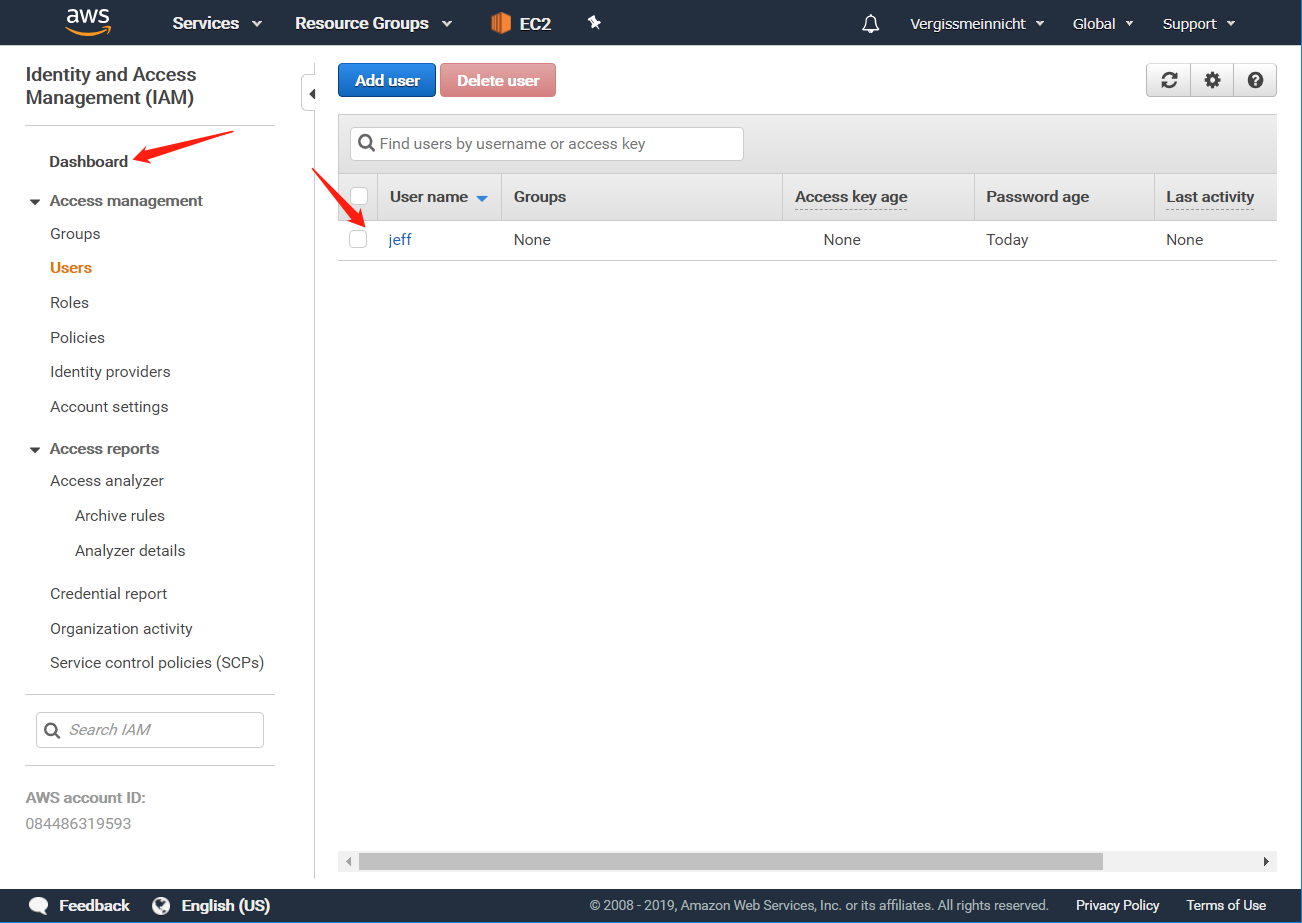 aws Services Resource Groups EC2 Vergissmeinnicht Global Support
Identity and Access
Management (IAM)
Dashboard
Access management
Groups
Users
Roles
Policies
Identity providers
Account settings
Access reports
Access analyzer
Archive rules
Analyzer details
Credential report
Organization activity
Service control policies (SCPs)
Search IAM
AWS account ID:
084486319593
Add user Delete user
Find users by username or access key
User name Groups Access key age Password age Last activity
jeff None None Today None
Feedback English (US) © 2008 - 2019, Amazon Web Services, Inc. or its affiliates. All rights reserved. Privacy Policy Terms of Use